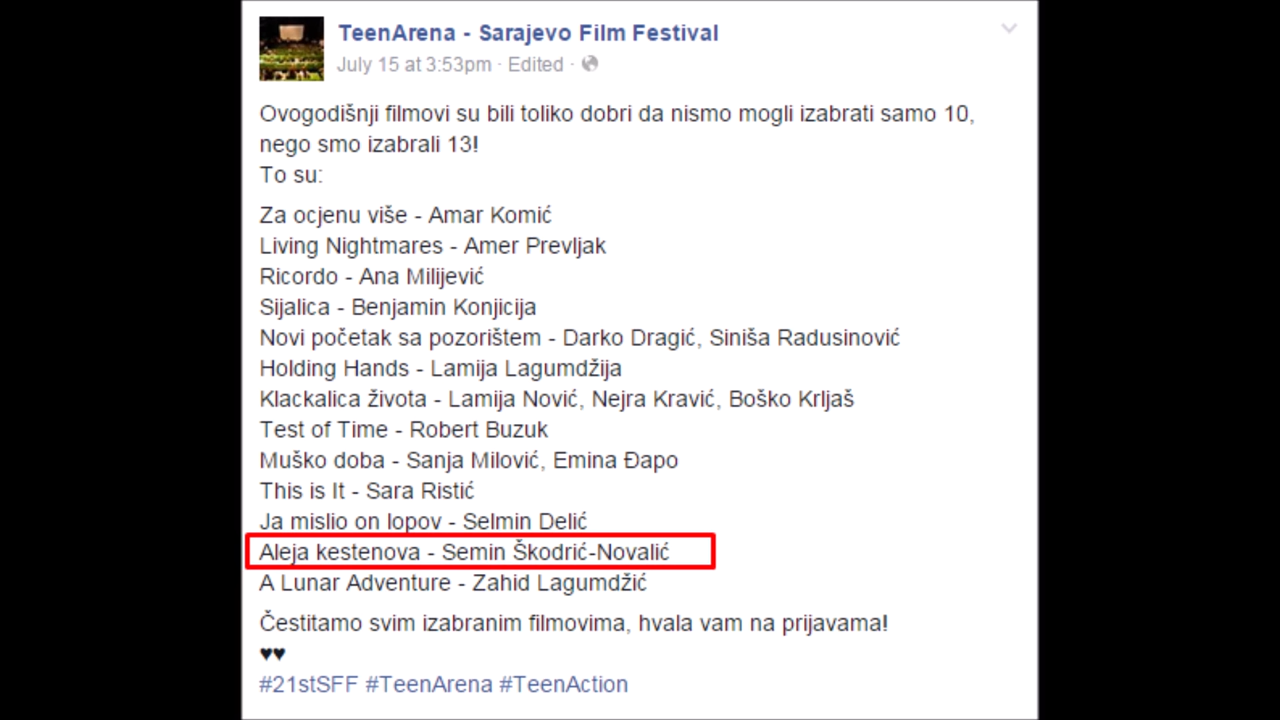 TeenArena - Sarajevo Film Festival
July 15 at 3:53pm · Edited ·
Ovogodišnji filmovi su bili toliko dobri da nismo mogli izabrati samo 10,
nego smo izabrali 13!
To su:
Za ocjenu više - Amar Komić
Living Nightmares - Amer Prevljak
Ricordo - Ana Milijević
Sijalica - Benjamin Konjicija
Novi početak sa pozorištem - Darko Dragić, Siniša Radusinović
Holding Hands - Lamija Lagumdžija
Klackalica života - Lamija Nović, Nejra Kravić, Boško Krljaš
Test of Time - Robert Buzuk
Muško doba - Sanja Milović, Emina Đapo
This is It - Sara Ristić
Ja mislio on lopov - Selmin Delić
Aleja kestenova - Semin Škodrić-Novalić
A Lunar Adventure - Zahid Lagumdžić
Čestitamo svim izabranim filmovima, hvala vam na prijavama!
♥♥
#21stSFF #TeenArena #TeenAction